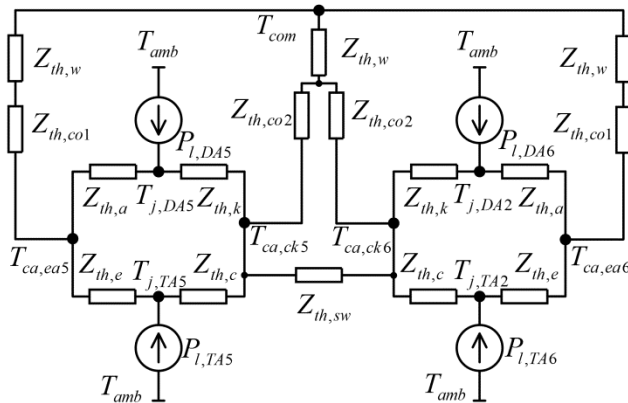 T_com
T_amb
T_amb
Z_th,w
Z_th,w
Z_th,w
Z_th,co1
Z_th,co2
Z_th,co2
Z_th,co1
P_l,DA5
P_l,DA6
Z_th,a
T_j,DA5
Z_th,k
Z_th,k
T_j,DA2
Z_th,a
T_ca,ea5
T_ca,ck5
T_ca,ck6
T_ca,ea6
Z_th,e
T_j,TA5
Z_th,c
Z_th,c
T_j,TA2
Z_th,e
Z_th,sw
P_l,TA5
P_l,TA6
T_amb
T_amb